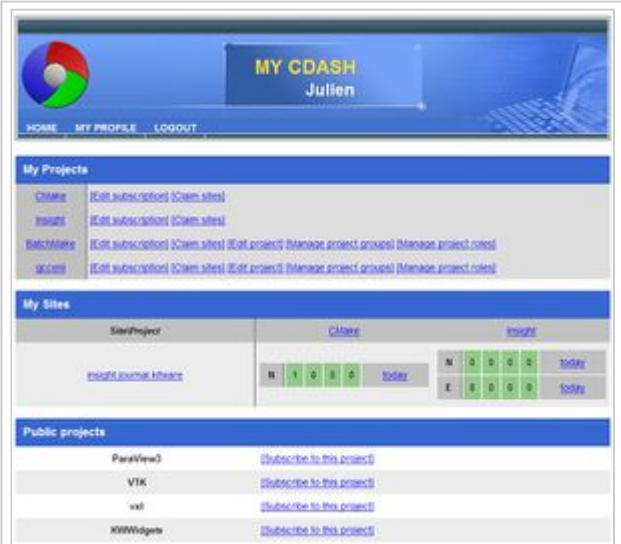 MY CDASH
Julien
HOME MY PROFILE LOGOUT
My Projects
CMake [Edit subscription] [Claim sites]
Insight [Edit subscription] [Claim sites]
BatchMake [Edit subscription] [Claim sites] [Edit project] [Manage project groups] [Manage project roles]
gccxml [Edit subscription] [Claim sites] [Edit project] [Manage project groups] [Manage project roles]
My Sites
Site\Project CMake Insight
insight.journal.kitware N 1 0 0 0 today N 0 0 0 0 today
E 0 0 0 0 today
Public projects
ParaView3 [Subscribe to this project]
VTK [Subscribe to this project]
vxl [Subscribe to this project]
KWWidgets [Subscribe to this project]